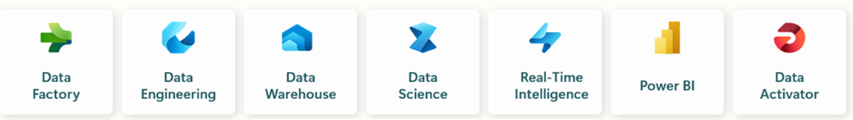 Data
Factory
Data
Engineering
Data
Warehouse
Data
Science
Real-Time
Intelligence
Power BI
Data
Activator